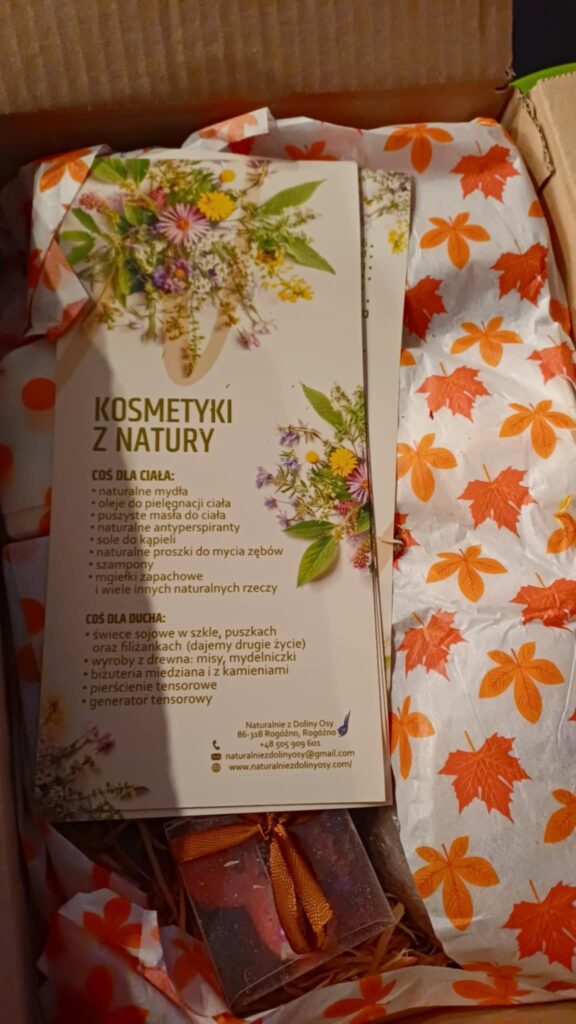 KOSMETYKI
Z NATURY
COŚ DLA CIAŁA:
• naturalne mydła
• oleje do pielęgnacji ciała
• puszyste masła do ciała
• naturalne antyperspiranty
• sole do kąpieli
• naturalne proszki do mycia zębów
• szampony
• mgiełki zapachowe
i wiele innych naturalnych rzeczy
COŚ DLA DUCHA:
• świece sojowe w szkle, puszkach
oraz filiżankach (dajemy drugie życie)
• wyroby z drewna: misy, mydelniczki
• biżuteria miedziana i z kamieniami
• pierścienie tensorowe
• generator tensorowy
Naturalnie z Doliny Osy
86-318 Rogóźno, Rogóźno
+48 505 909 601
naturalniezdolinyosy@gmail.com
www.naturalniezdolinyosy.com/